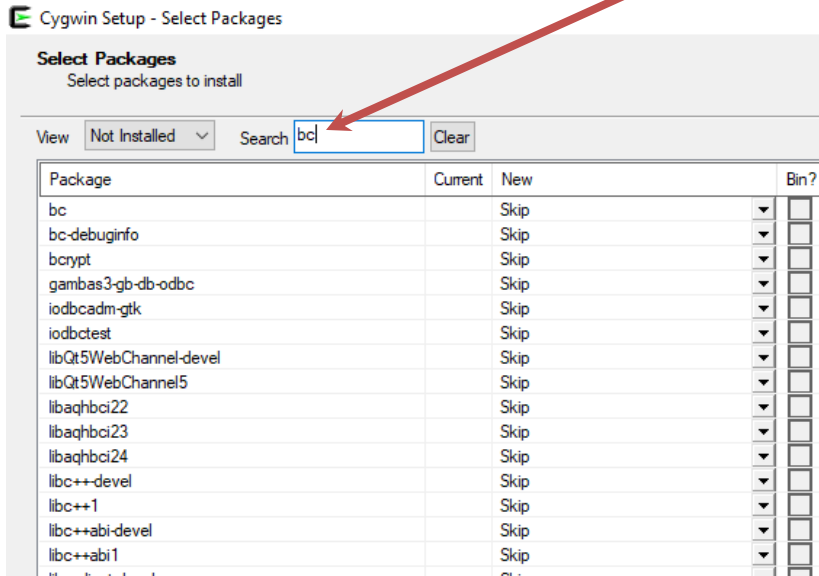 Cygwin Setup - Select Packages
Select Packages
Select packages to install
View Not Installed Search bc Clear
Package Current New Bin?
bc Skip
bc-debuginfo Skip
bcrypt Skip
gambas3-gb-db-odbc Skip
iodbcadm-gtk Skip
iodbctest Skip
libQt5WebChannel-devel Skip
libQt5WebChannel5 Skip
libaqhbci22 Skip
libaqhbci23 Skip
libaqhbci24 Skip
libc++-devel Skip
libc++1 Skip
libc++abi-devel Skip
libc++abi1 Skip